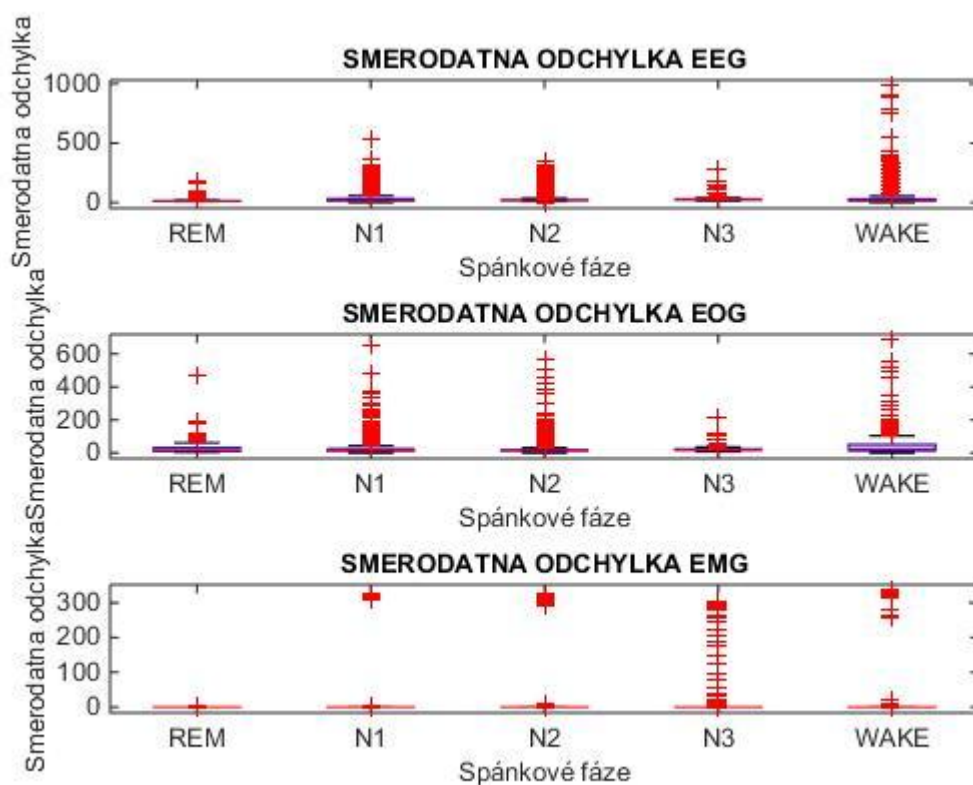 SMERODATNA ODCHYLKA EEG
Smerodatna odchylka
1000
500
0
REM N1 N2 N3 WAKE
Spánkové fáze
SMERODATNA ODCHYLKA EOG
Smerodatna odchylka
600
400
200
0
REM N1 N2 N3 WAKE
Spánkové fáze
SMERODATNA ODCHYLKA EMG
Smerodatna odchylka
300
200
100
0
REM N1 N2 N3 WAKE
Spánkové fáze